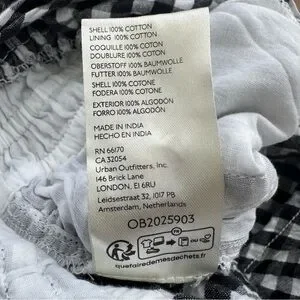 SHELL 100% COTTON
LINING 100% COTTON
COQUILLE 100% COTON
DOUBLURE 100% COTON
OBERSTOFF 100% BAUMWOLLE
FUTTER 100% BAUMWOLLE
SHELL 100% COTONE
FODERA 100% COTONE
EXTERIOR 100% ALGODÓN
FORRO 100% ALGODÓN
MADE IN INDIA
HECHO EN INDIA
RN 66170
CA 32054
Urban Outfitters, Inc.
146 Brick Lane
LONDON, E1 6RU
Leidsestraat 32, 1017 PB
Amsterdam, Netherlands
OB2025903
FR
quefairedemesdechets.fr